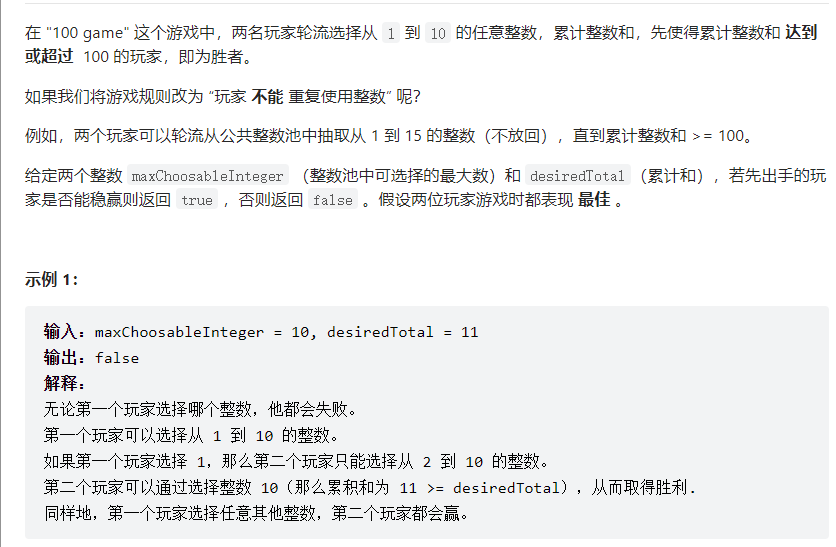 在 "100 game" 这个游戏中，两名玩家轮流选择从 1 到 10 的任意整数，累计整数和，先使得累计整数和 达到
或超过 100 的玩家，即为胜者。
如果我们将游戏规则改为 “玩家 不能 重复使用整数” 呢？
例如，两个玩家可以轮流从公共整数池中抽取从 1 到 15 的整数（不放回），直到累计整数和 >= 100。
给定两个整数 maxChoosableInteger （整数池中可选择的最大数）和 desiredTotal（累计和），若先出手的玩
家是否能稳赢则返回 true ，否则返回 false 。假设两位玩家游戏时都表现 最佳 。
示例 1：
输入：maxChoosableInteger = 10, desiredTotal = 11
输出：false
解释：
无论第一个玩家选择哪个整数，他都会失败。
第一个玩家可以选择从 1 到 10 的整数。
如果第一个玩家选择 1，那么第二个玩家只能选择从 2 到 10 的整数。
第二个玩家可以通过选择整数 10（那么累积和为 11 >= desiredTotal），从而取得胜利.
同样地，第一个玩家选择任意其他整数，第二个玩家都会赢。